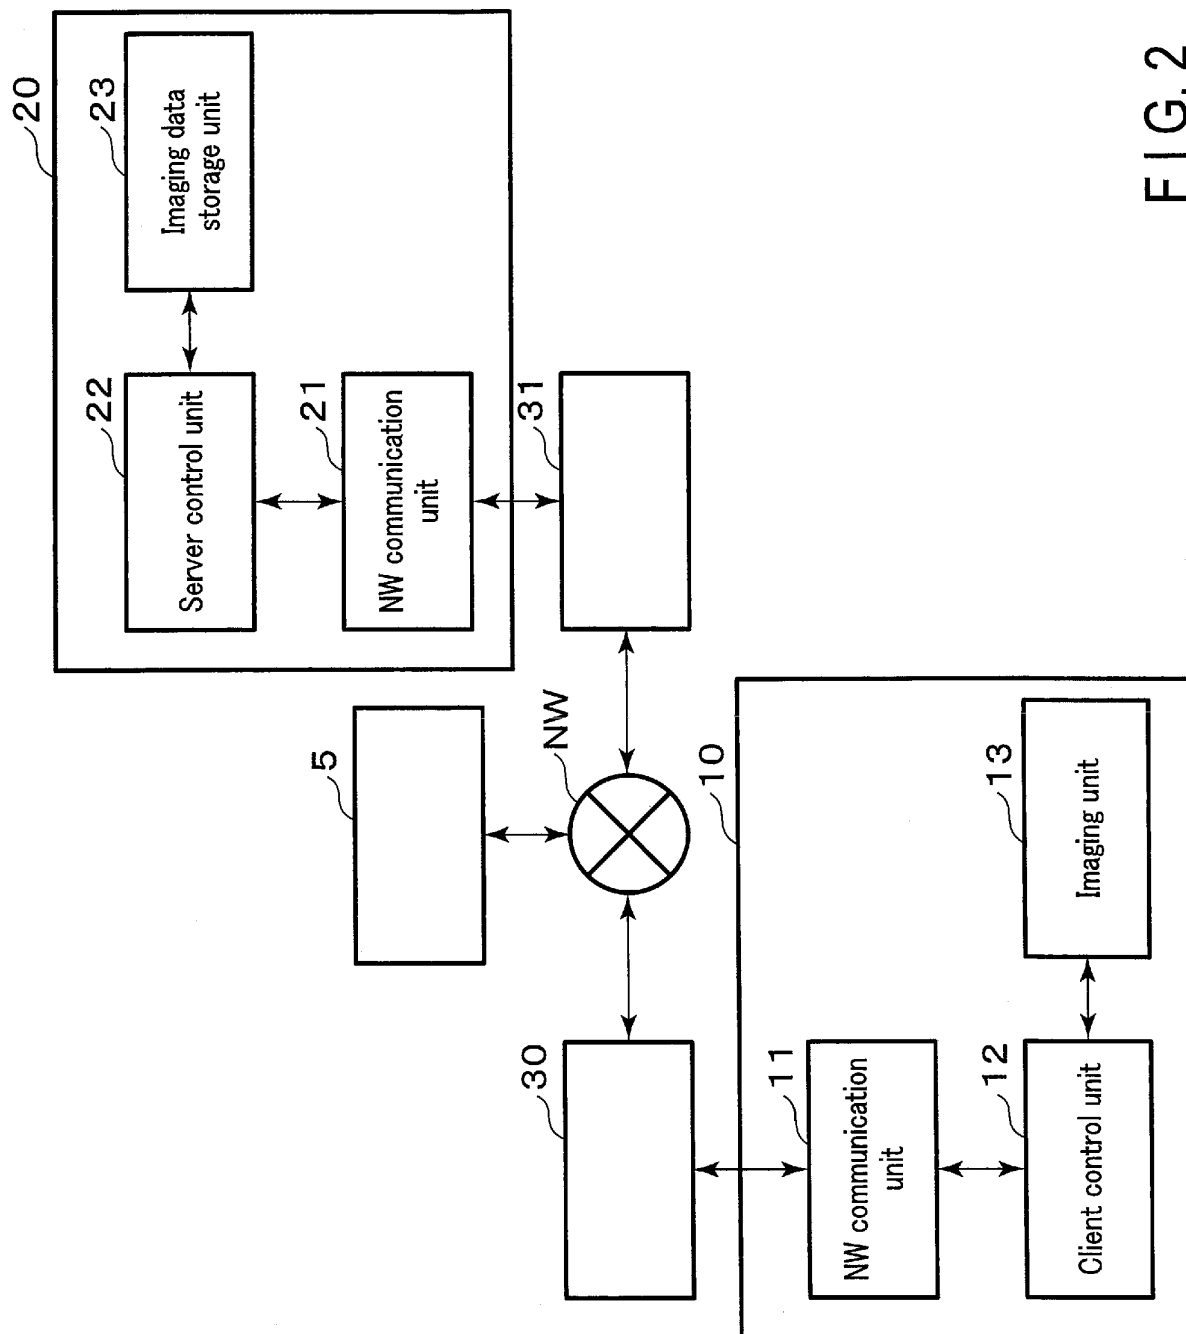 20
23
Imaging data
storage unit
22
Server control unit
21
NW communication
unit
31
5
NW
30
10
11
NW communication
unit
12
Client control unit
13
Imaging unit
FIG. 2